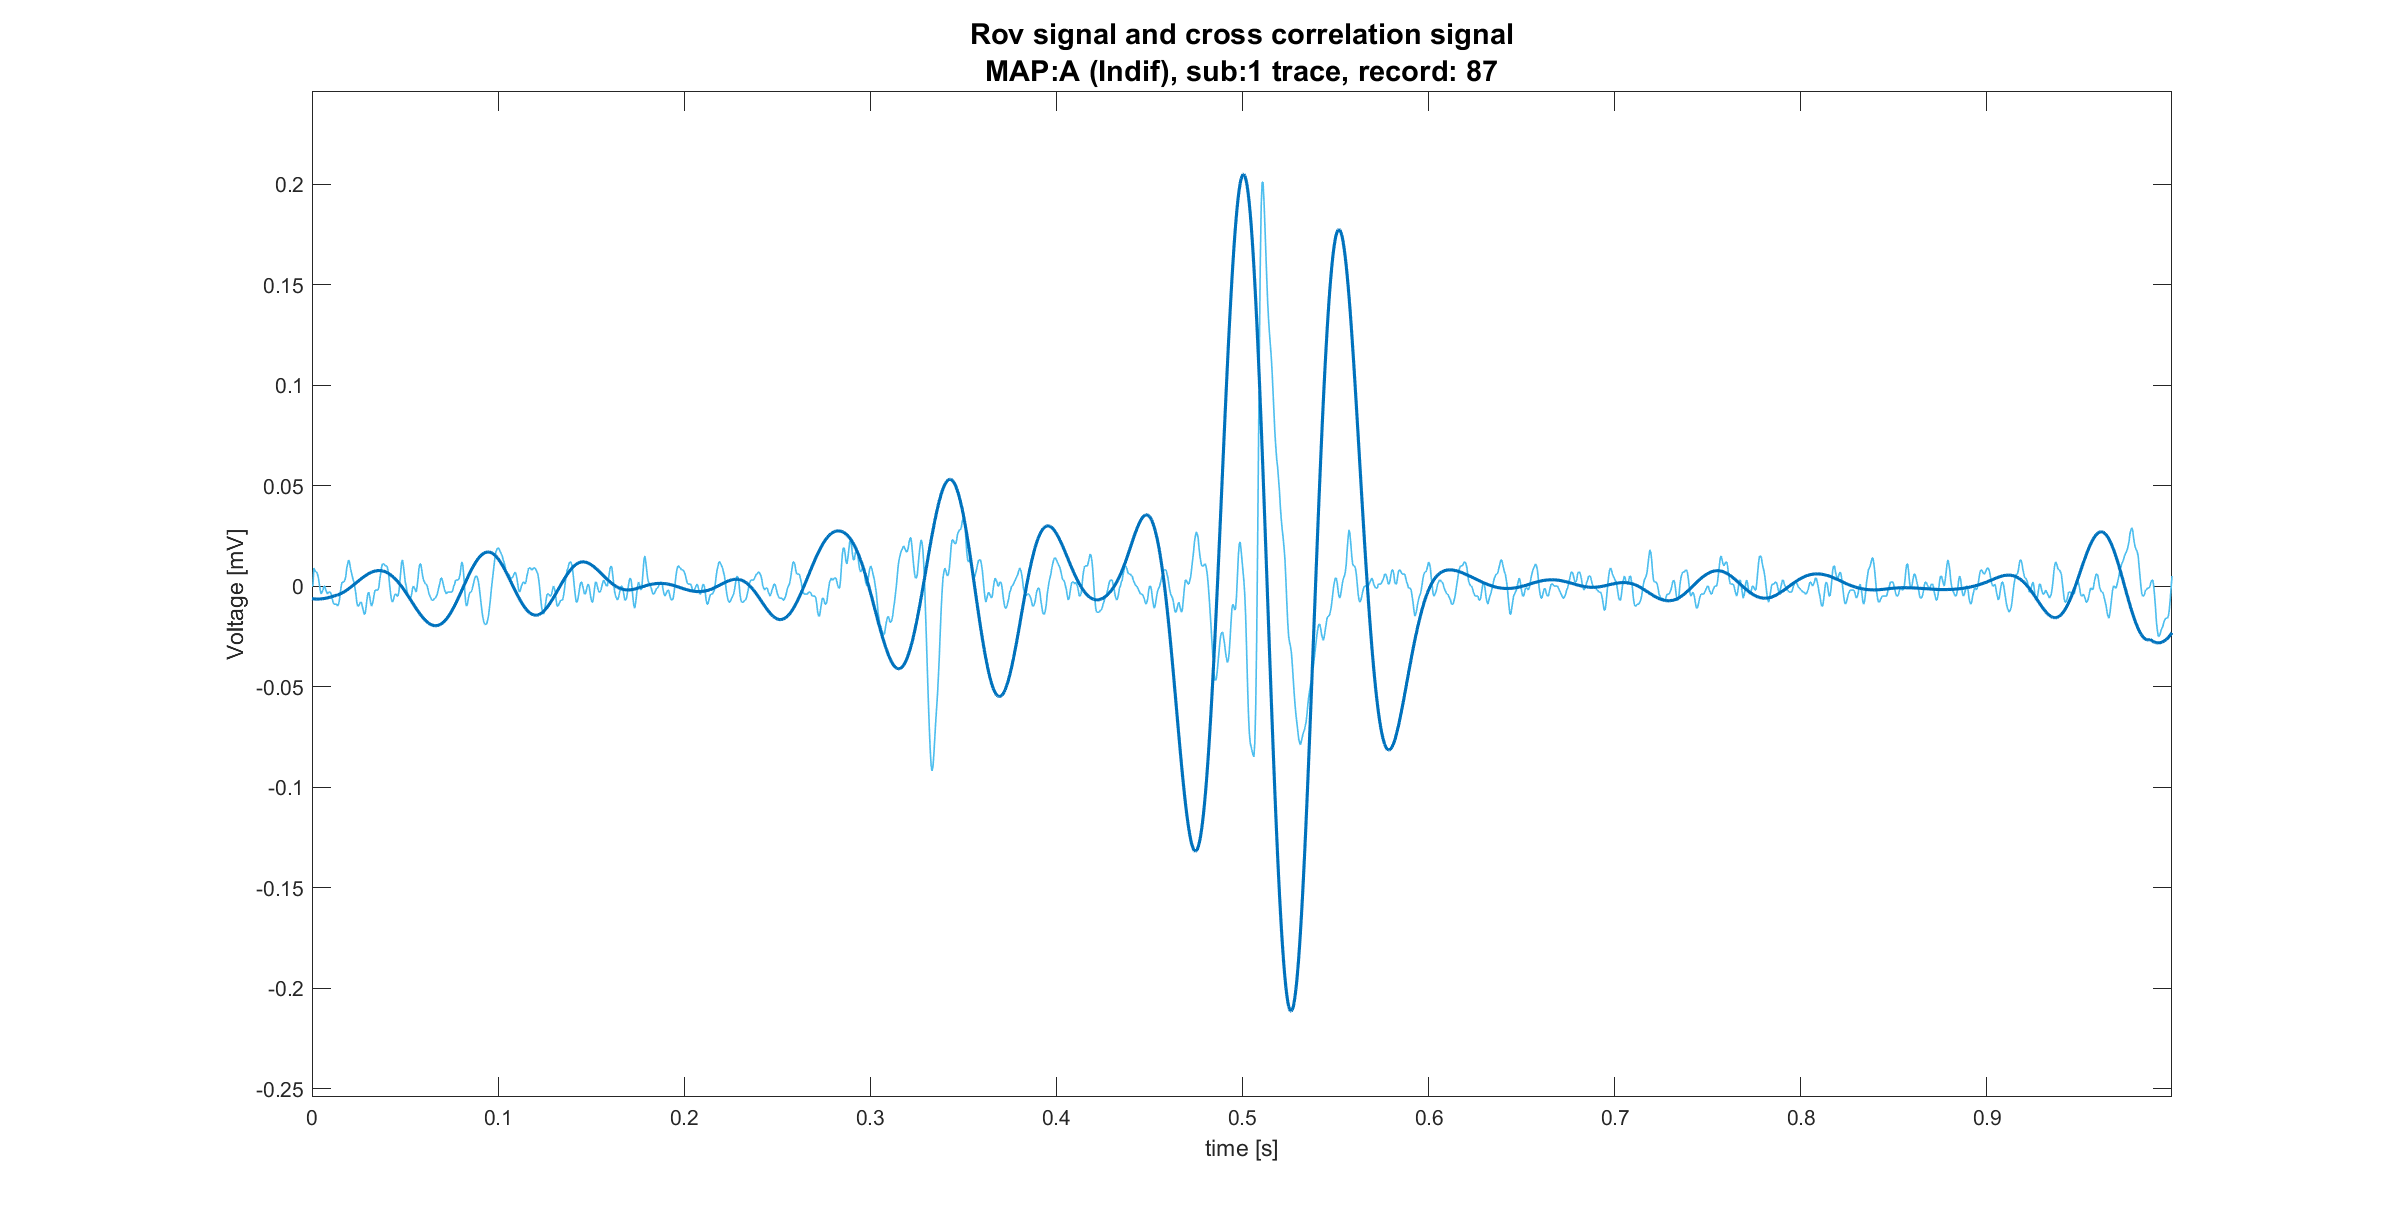 Rov signal and cross correlation signal
MAP:A (Indif), sub:1 trace, record: 87
0.2
0.15
0.1
0.05
0
-0.05
-0.1
-0.15
-0.2
-0.25
Voltage [mV]
0 0.1 0.2 0.3 0.4 0.5 0.6 0.7 0.8 0.9
time [s]